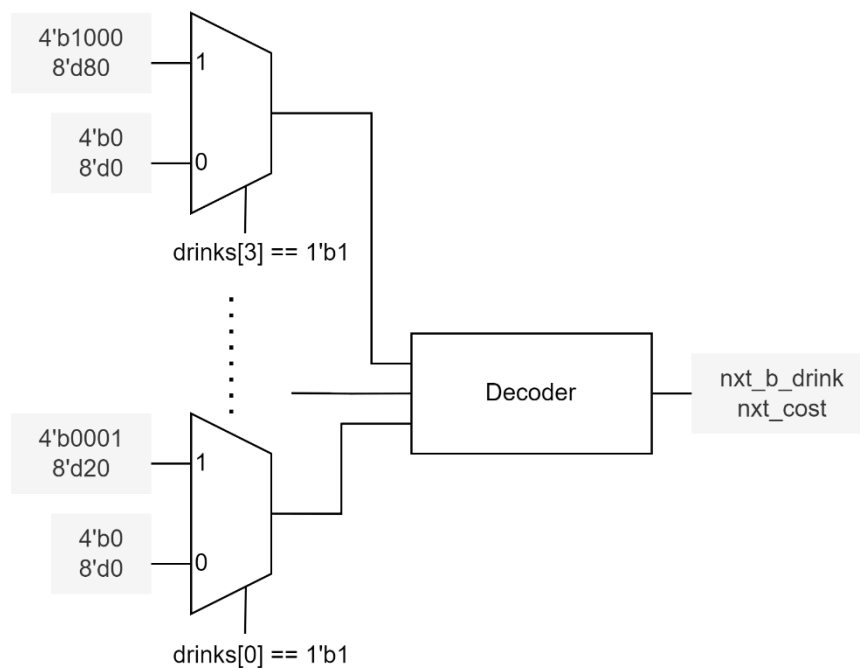 4'b1000
8'd80
1
4'b0
8'd0
0
drinks[3] == 1'b1
Decoder
nxt_b_drink
nxt_cost
4'b0001
8'd20
1
4'b0
8'd0
0
drinks[0] == 1'b1